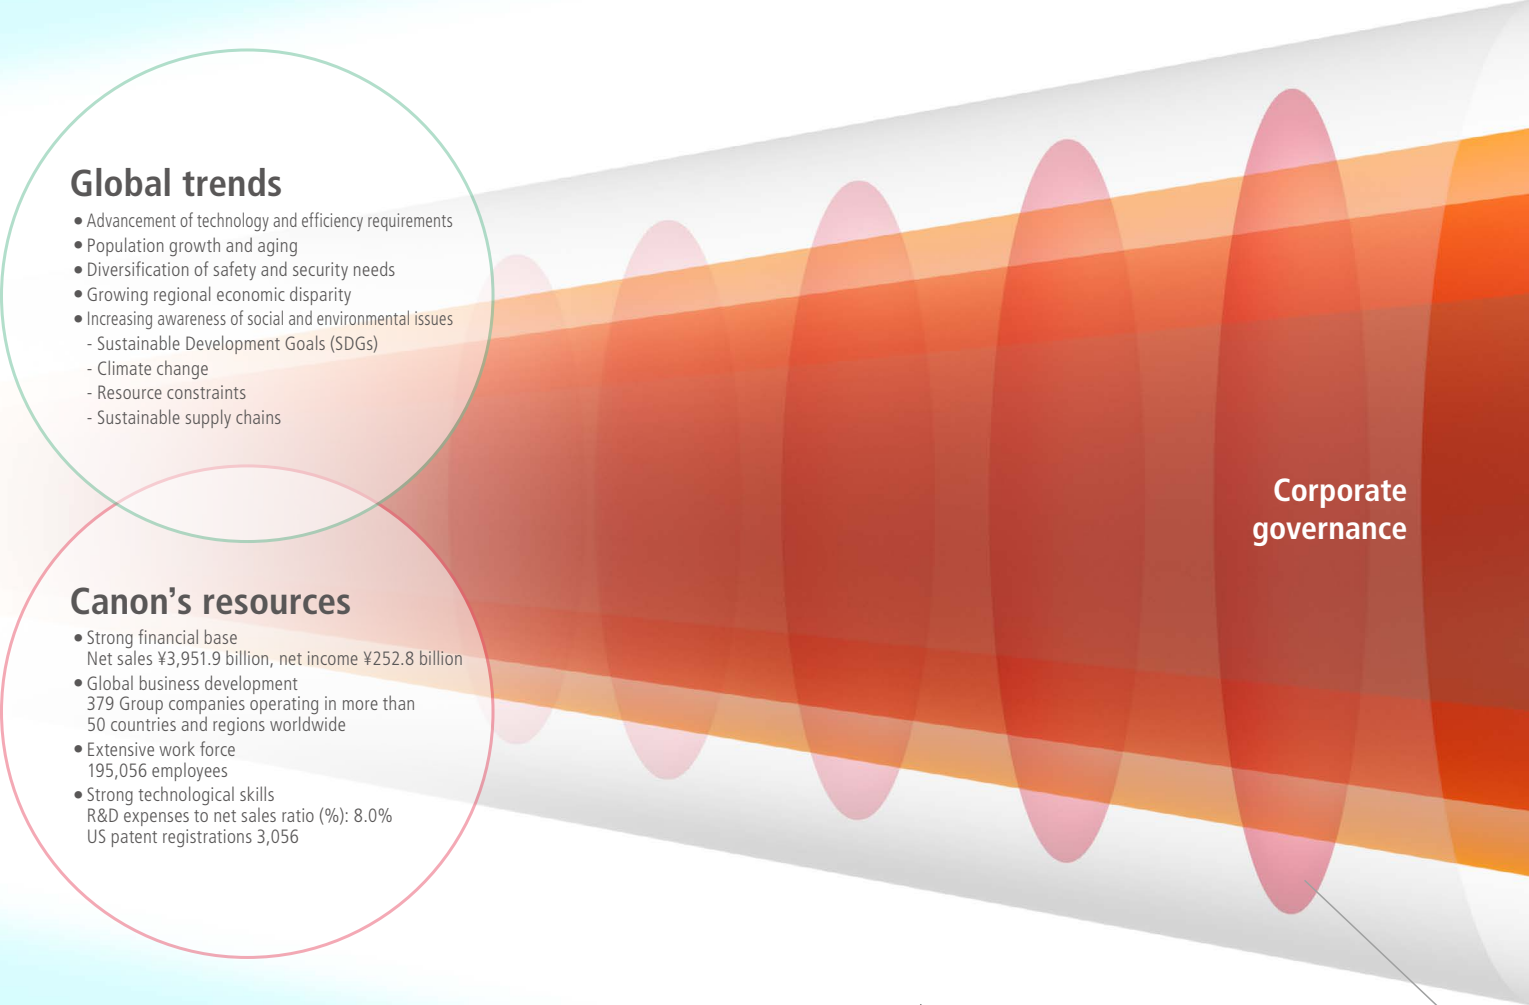 Global trends
● Advancement of technology and efficiency requirements
● Population growth and aging
● Diversification of safety and security needs
● Growing regional economic disparity
● Increasing awareness of social and environmental issues
- Sustainable Development Goals (SDGs)
- Climate change
- Resource constraints
- Sustainable supply chains
Canon’s resources
● Strong financial base
Net sales ¥3,951.9 billion, net income ¥252.8 billion
● Global business development
379 Group companies operating in more than
50 countries and regions worldwide
● Extensive work force
195,056 employees
● Strong technological skills
R&D expenses to net sales ratio (%): 8.0%
US patent registrations 3,056
Corporate
governance